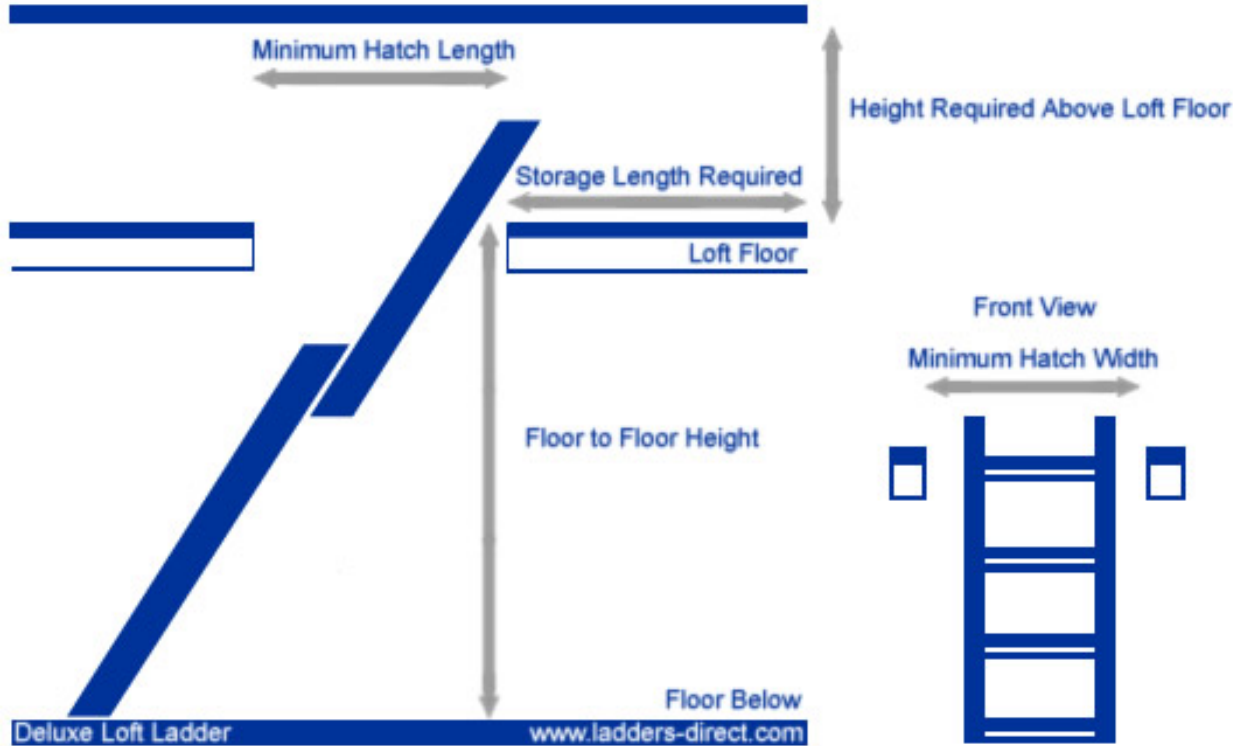 Minimum Hatch Length
Height Required Above Loft Floor
Storage Length Required
Loft Floor
Front View
Minimum Hatch Width
Floor to Floor Height
Floor Below
Deluxe Loft Ladder
www.ladders-direct.com